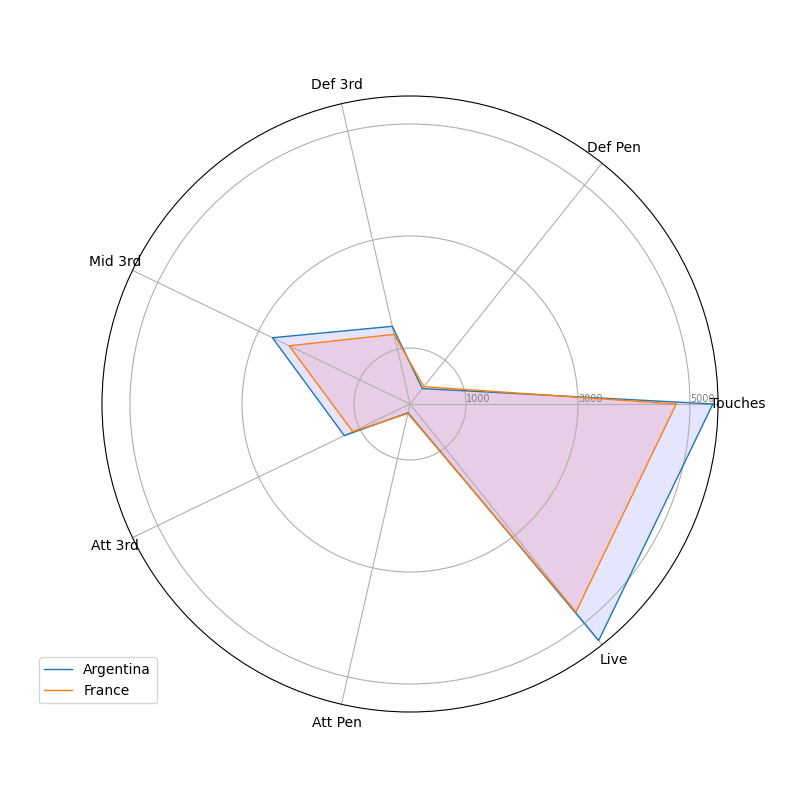 Def 3rd
Def Pen
Mid 3rd
1000
3000
5000
Touches
Att 3rd
Live
Argentina
France
Att Pen